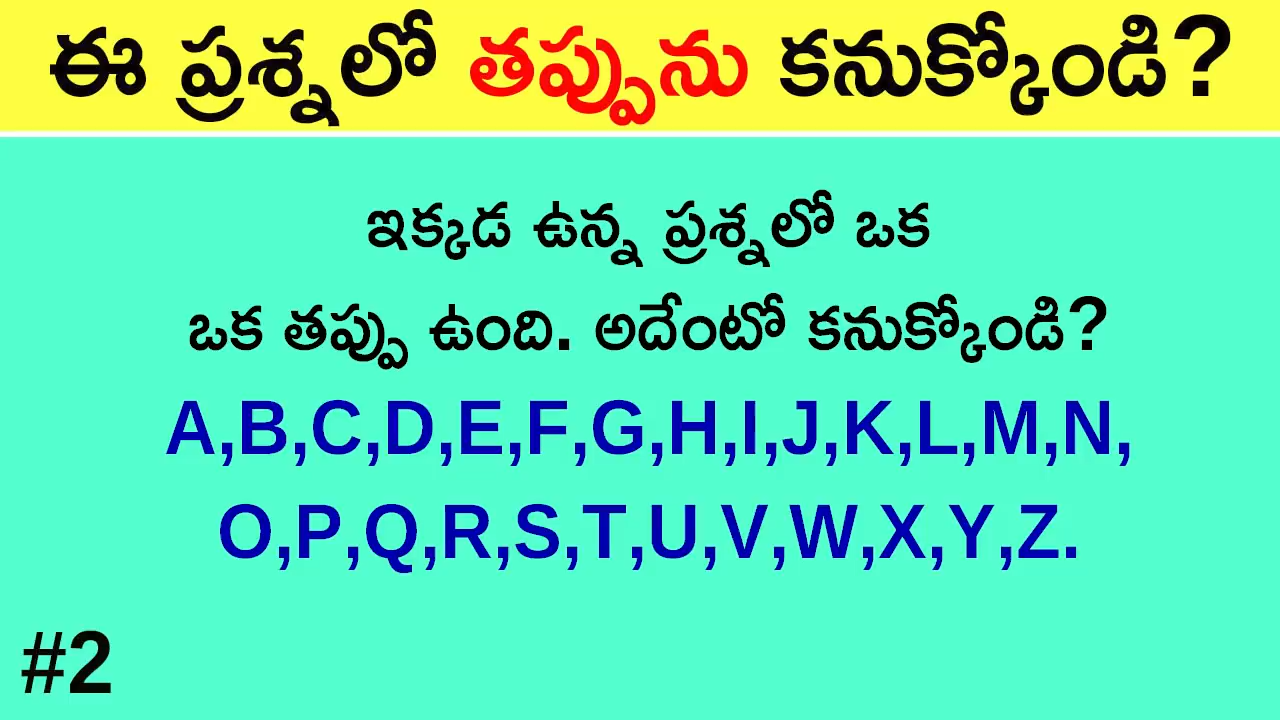 ఈ ప్రశ్నలో తప్పును కనుక్కోండి?
ఇక్కడ ఉన్న ప్రశ్నలో ఒక
ఒక తప్పు ఉంది. అదేంటో కనుక్కోండి?
A,B,C,D,E,F,G,H,I,J,K,L,M,N,
O,P,Q,R,S,T,U,V,W,X,Y,Z.
#2